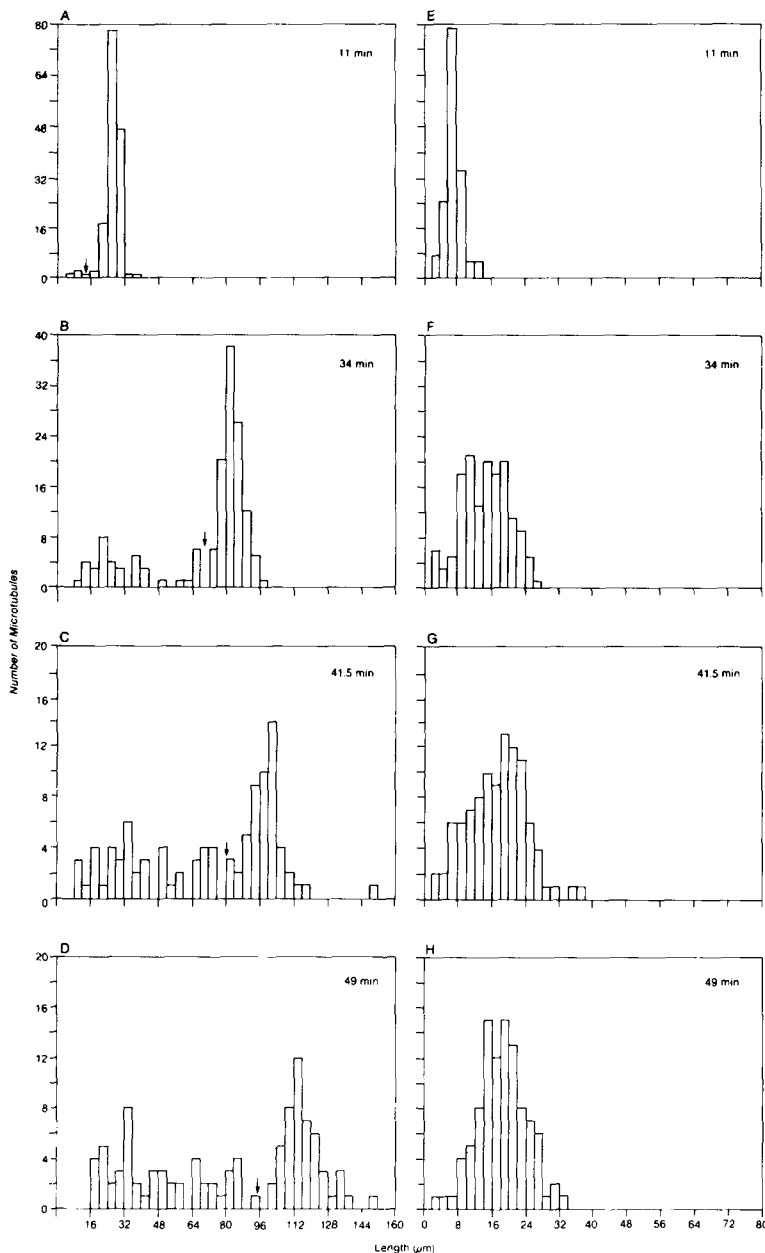 A
E
80
64
48
32
16
0
11 min
11 min
B
F
40
32
24
16
8
0
34 min
34 min
Number of Microtubules
C
G
20
16
12
8
4
0
41.5 min
41.5 min
D
H
20
16
12
8
4
0
49 min
49 min
16 32 48 64 80 96 112 128 144 160
0 8 16 24 32 40 48 56 64 72 80
Length (μm)